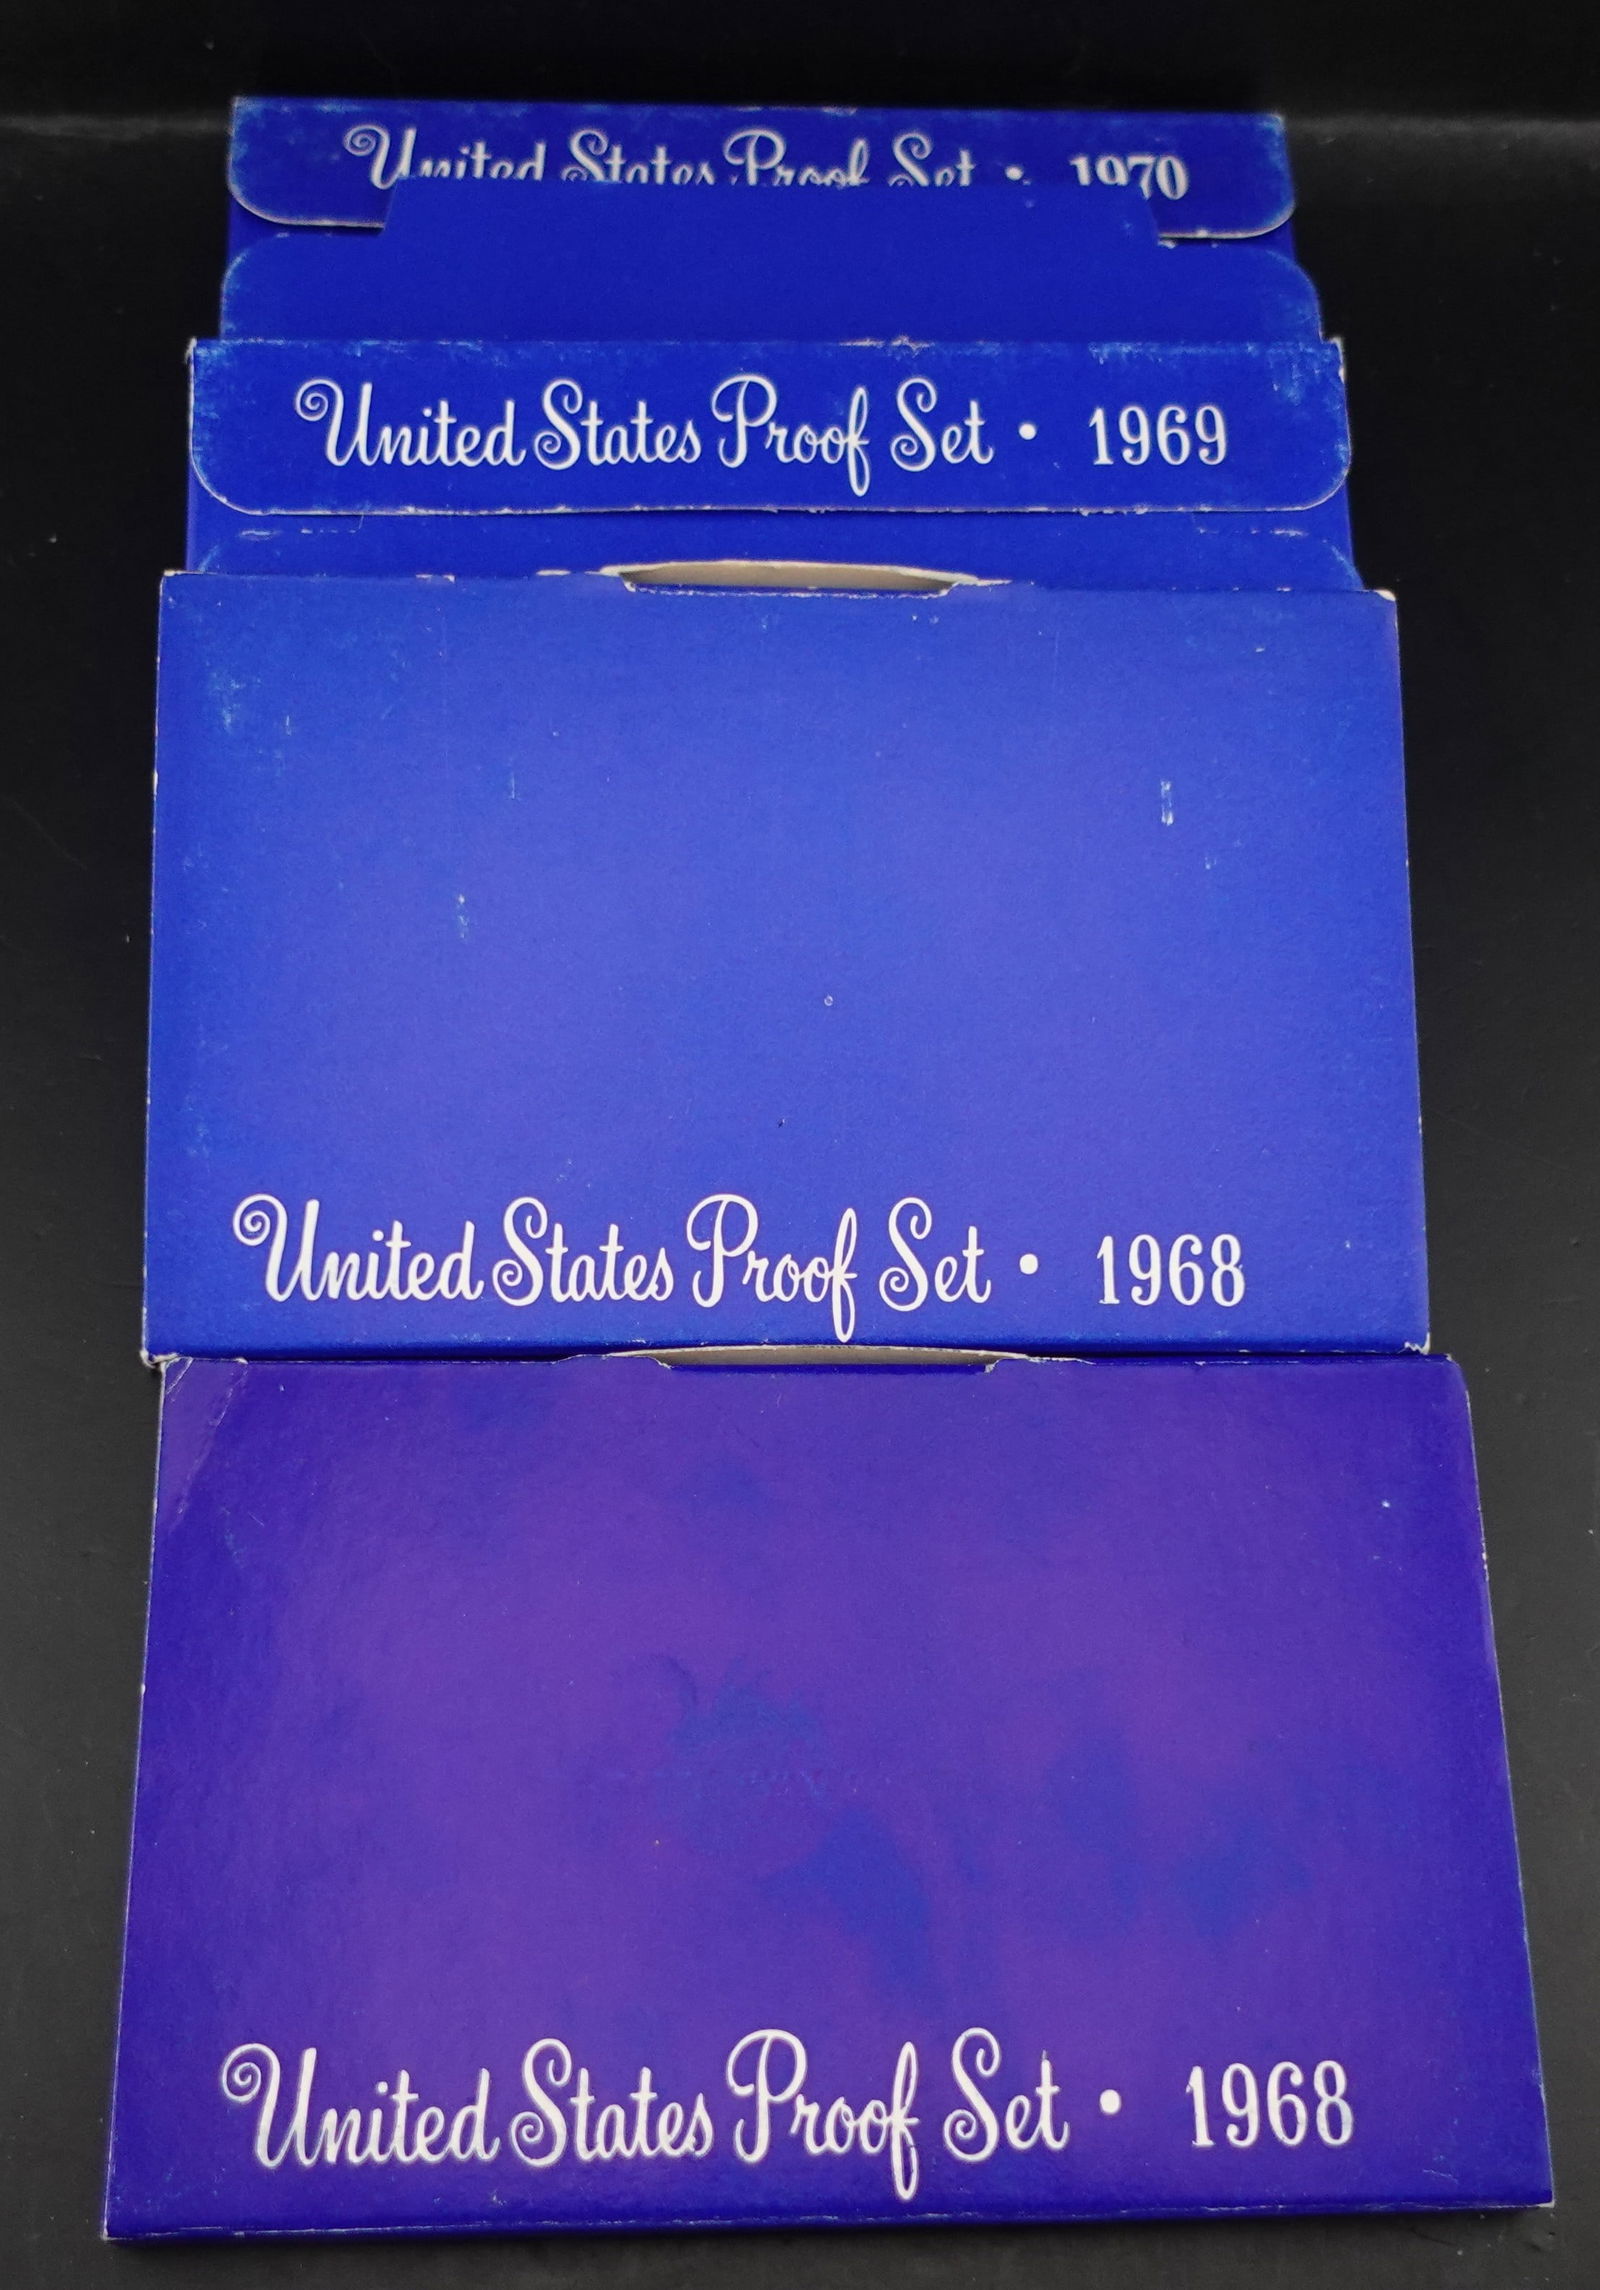 United States Proof Set • 1970
United States Proof Set • 1969
United States Proof Set • 1968
United States Proof Set • 1968